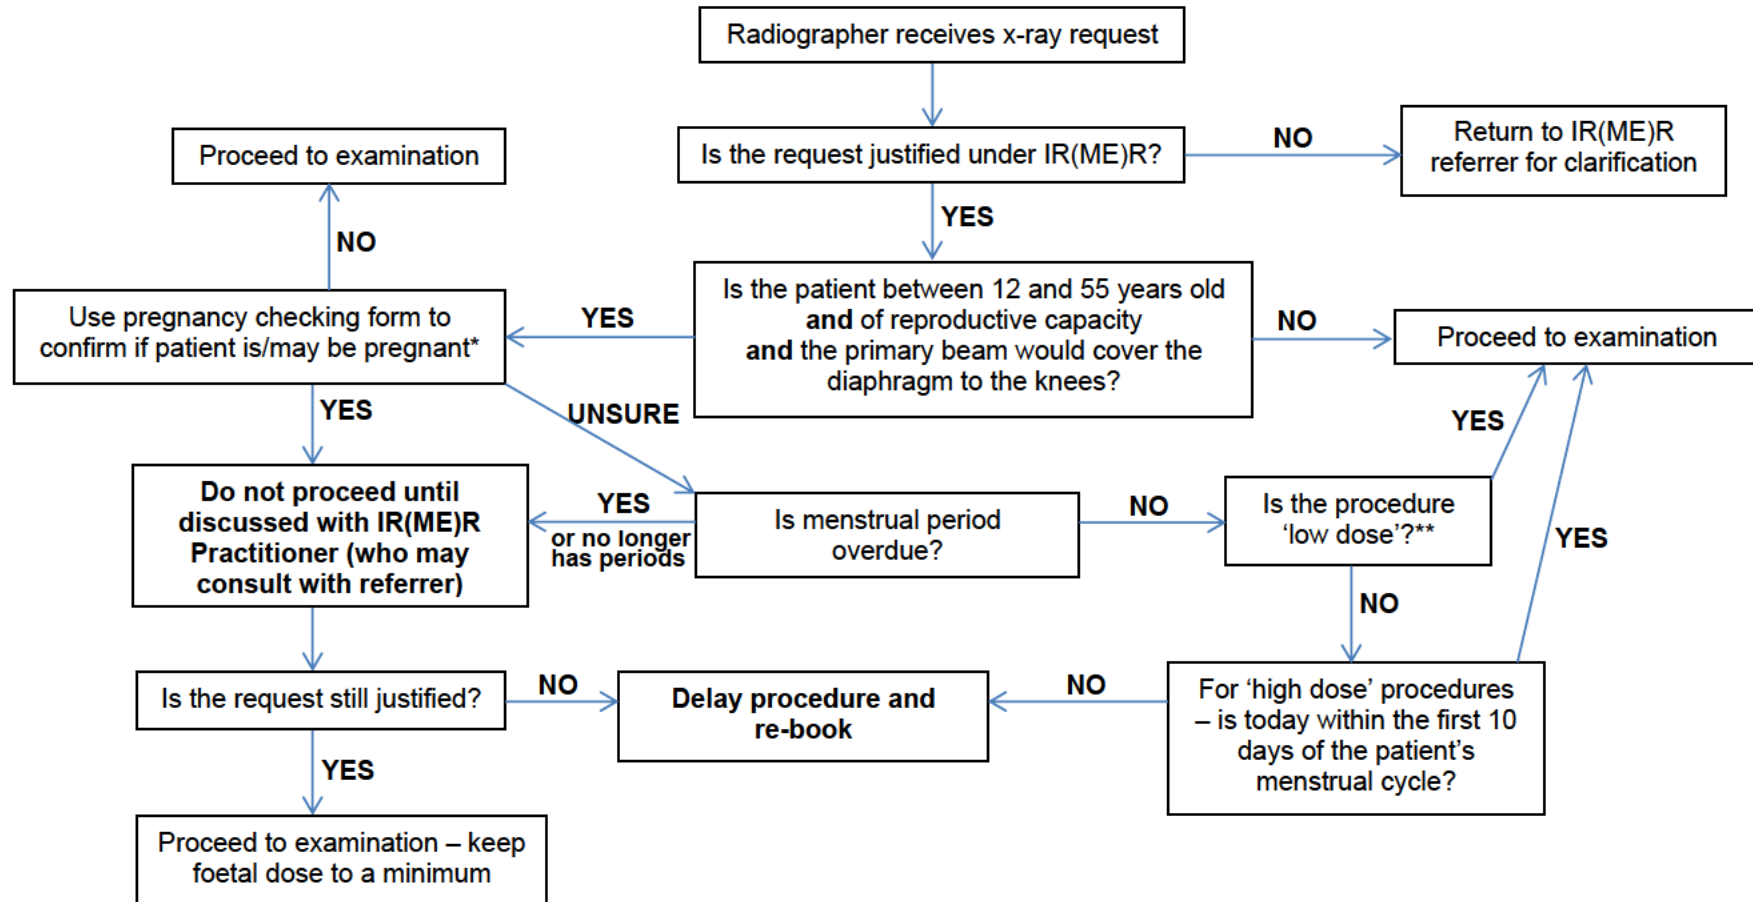 Radiographer receives x-ray request
Is the request justified under IR(ME)R?
NO
Return to IR(ME)R
referrer for clarification
YES
Is the patient between 12 and 55 years old
and of reproductive capacity
and the primary beam would cover the
diaphragm to the knees?
NO
Proceed to examination
YES
Use pregnancy checking form to
confirm if patient is/may be pregnant*
NO
Proceed to examination
YES
UNSURE
Do not proceed until
discussed with IR(ME)R
Practitioner (who may
consult with referrer)
YES
or no longer
has periods
Is menstrual period
overdue?
NO
Is the procedure
‘low dose’?**
YES
YES
NO
For ‘high dose’ procedures
– is today within the first 10
days of the patient’s
menstrual cycle?
NO
Delay procedure and
re-book
NO
Is the request still justified?
YES
Proceed to examination – keep
foetal dose to a minimum